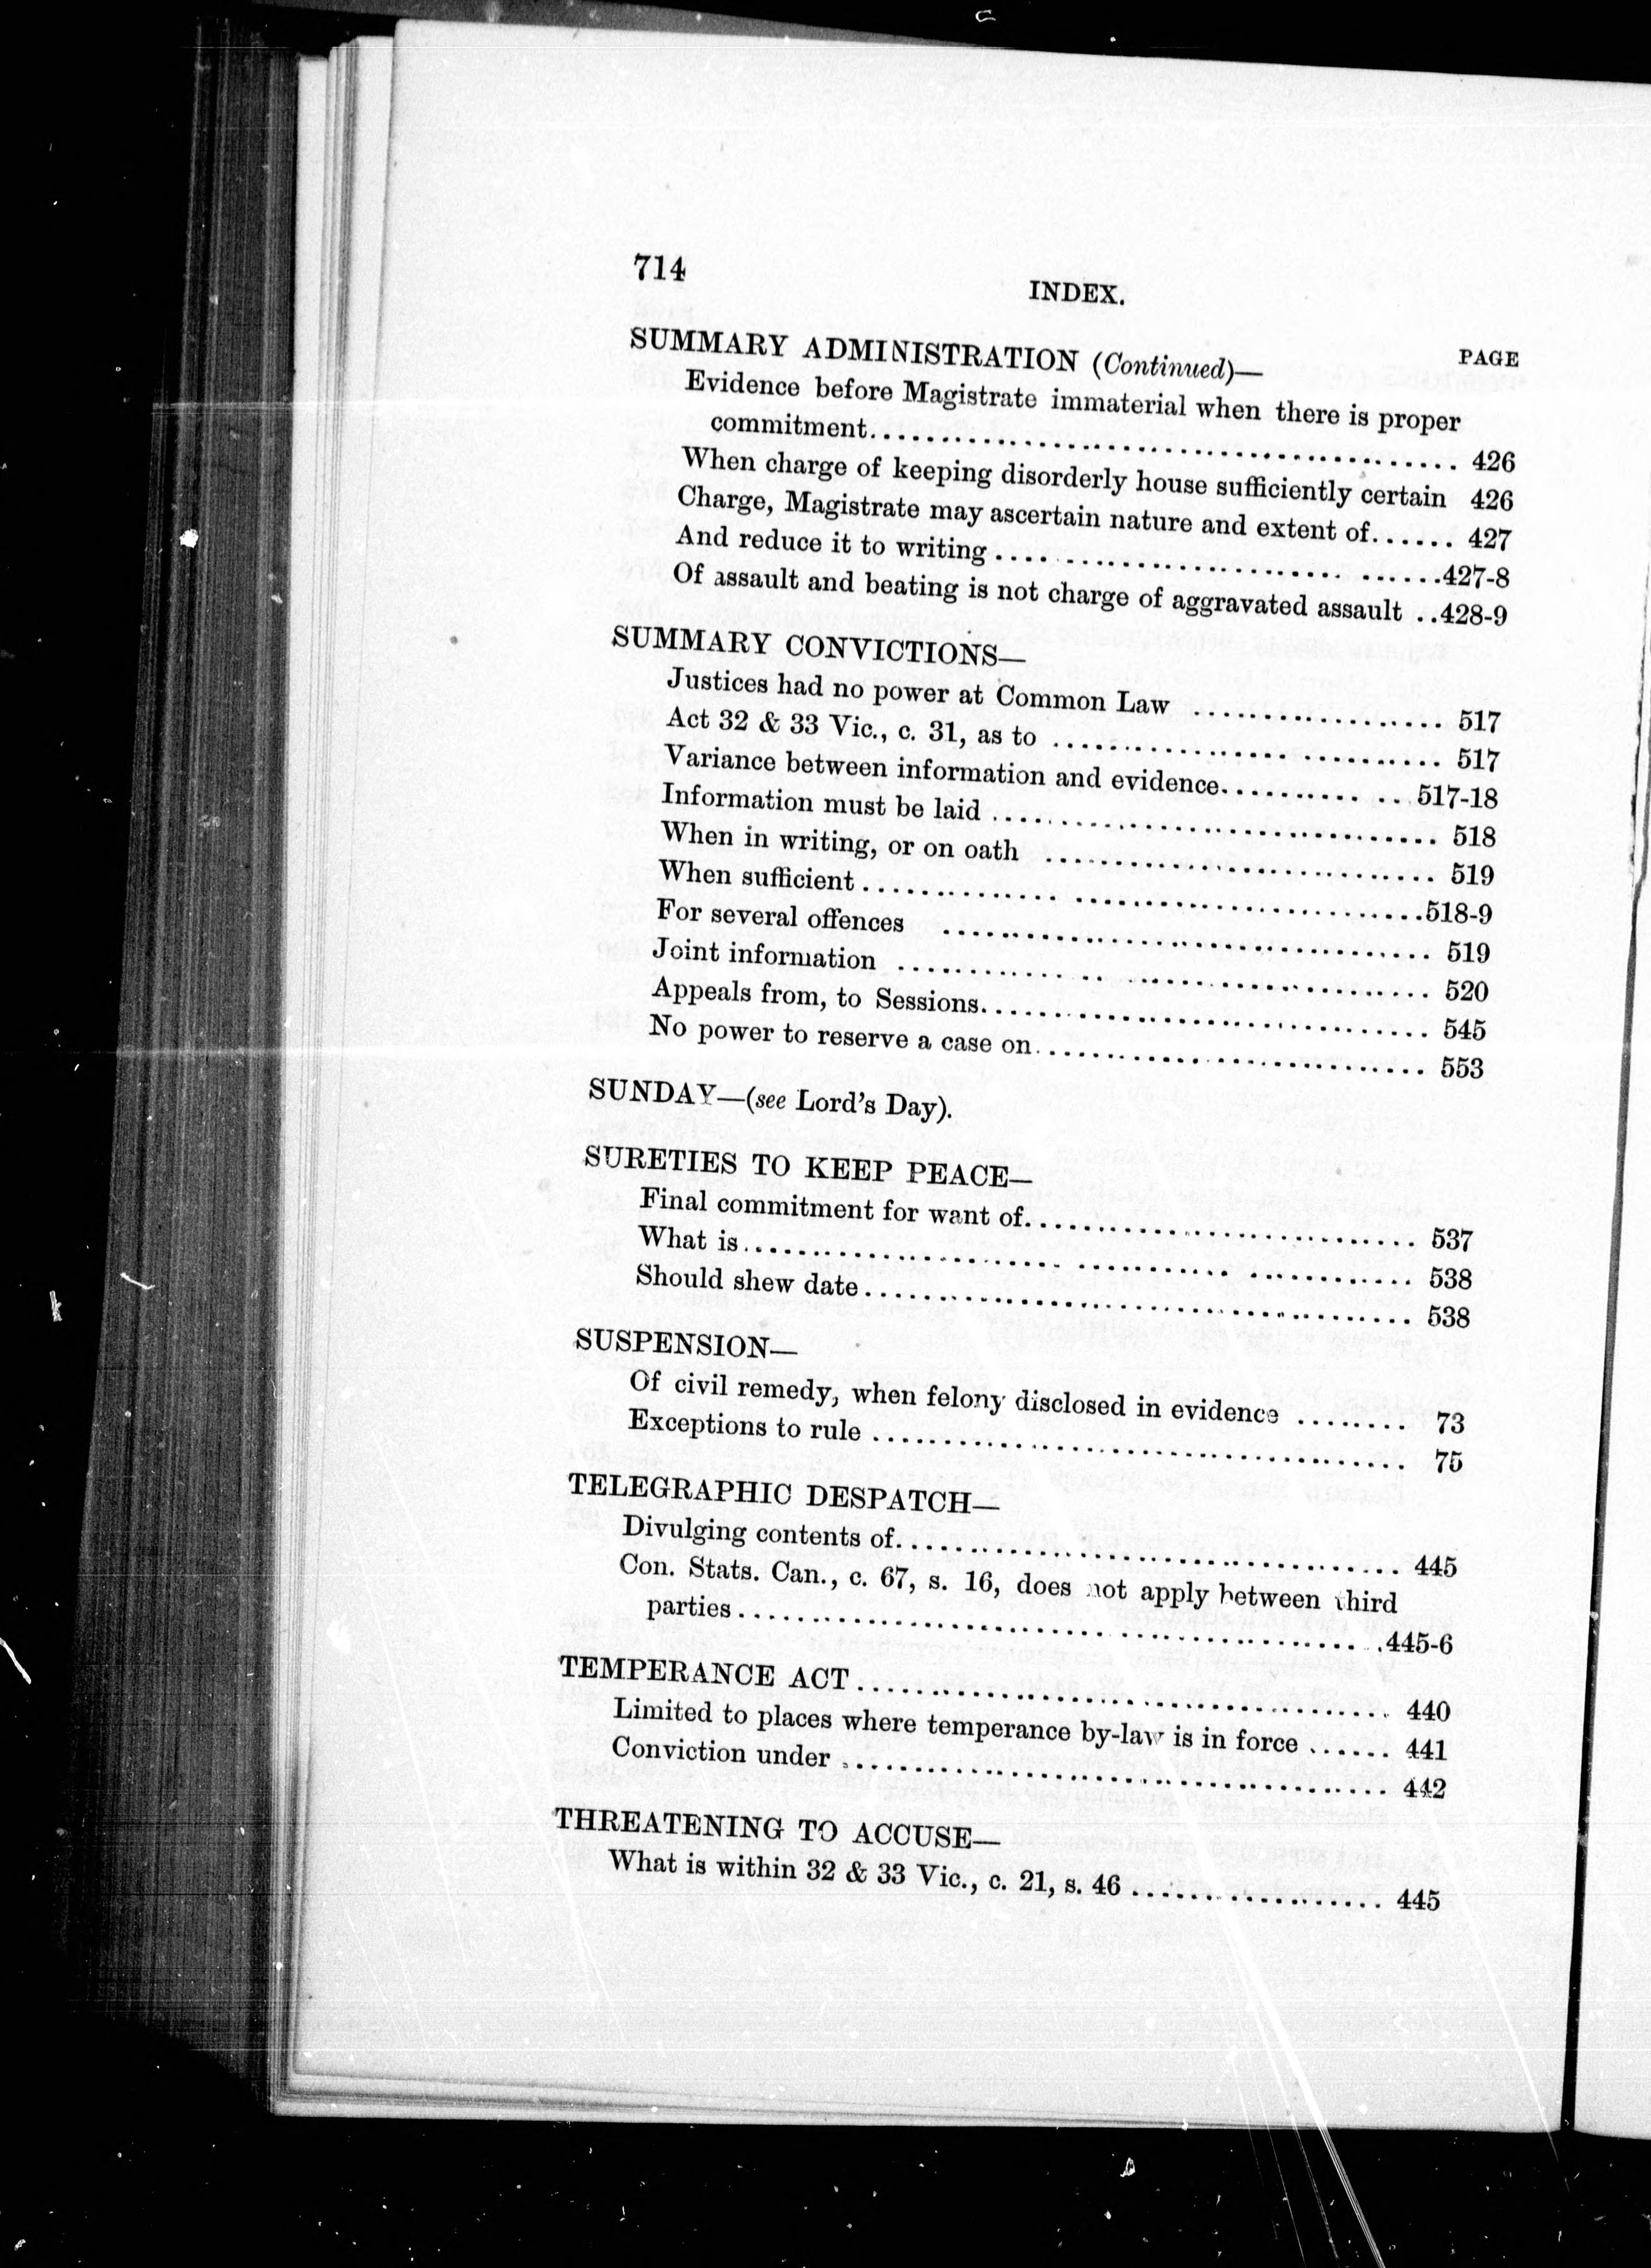 714
INDEX.
PAGE
SUMMARY ADMINISTRATION (Continued)—
Evidence before Magistrate immaterial when there is proper
commitment........................................ 426
When charge of keeping disorderly house sufficiently certain 426
Charge, Magistrate may ascertain nature and extent of...... 427
And reduce it to writing ..............................427-8
Of assault and beating is not charge of aggravated assault ..428-9
SUMMARY CONVICTIONS—
Justices had no power at Common Law .................. 517
Act 32 & 33 Vic., c. 31, as to ........................... 517
Variance between information and evidence............ 517-18
Information must be laid ................................ 518
When in writing, or on oath ............................ 519
When sufficient ........................................518-9
For several offences ................................... 519
Joint information ...................................... 520
Appeals from, to Sessions................................ 545
No power to reserve a case on............................ 553
SUNDAY—(see Lord's Day).
SURETIES TO KEEP PEACE—
Final commitment for want of............................ 537
What is................................................ 538
Should shew date....................................... 538
SUSPENSION—
Of civil remedy, when felony disclosed in evidence ........ 73
Exceptions to rule ...................................... 75
TELEGRAPHIC DESPATCH—
Divulging contents of.................................... 445
Con. Stats. Can., c. 67, s. 16, does not apply between third
parties..............................................445-6
TEMPERANCE ACT...................................... 440
Limited to places where temperance by-law is in force ...... 441
Conviction under ....................................... 442
THREATENING TO ACCUSE—
What is within 32 & 33 Vic., c. 21, s. 46 .................. 445